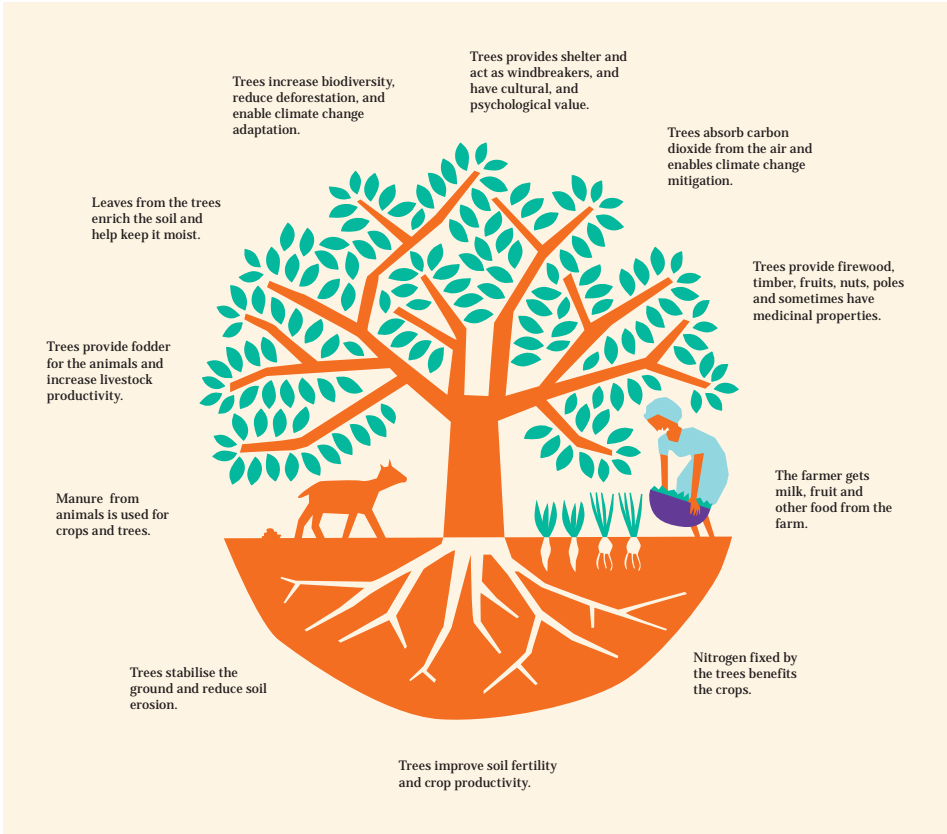 Trees provides shelter and
act as windbreakers, and
have cultural, and
psychological value.
Trees increase biodiversity,
reduce deforestation, and
enable climate change
adaptation.
Trees absorb carbon
dioxide from the air and
enables climate change
mitigation.
Leaves from the trees
enrich the soil and
help keep it moist.
Trees provide firewood,
timber, fruits, nuts, poles
and sometimes have
medicinal properties.
Trees provide fodder
for the animals and
increase livestock
productivity.
The farmer gets
milk, fruit and
other food from the
farm.
Manure from
animals is used for
crops and trees.
Nitrogen fixed by
the trees benefits
the crops.
Trees stabilise the
ground and reduce soil
erosion.
Trees improve soil fertility
and crop productivity.